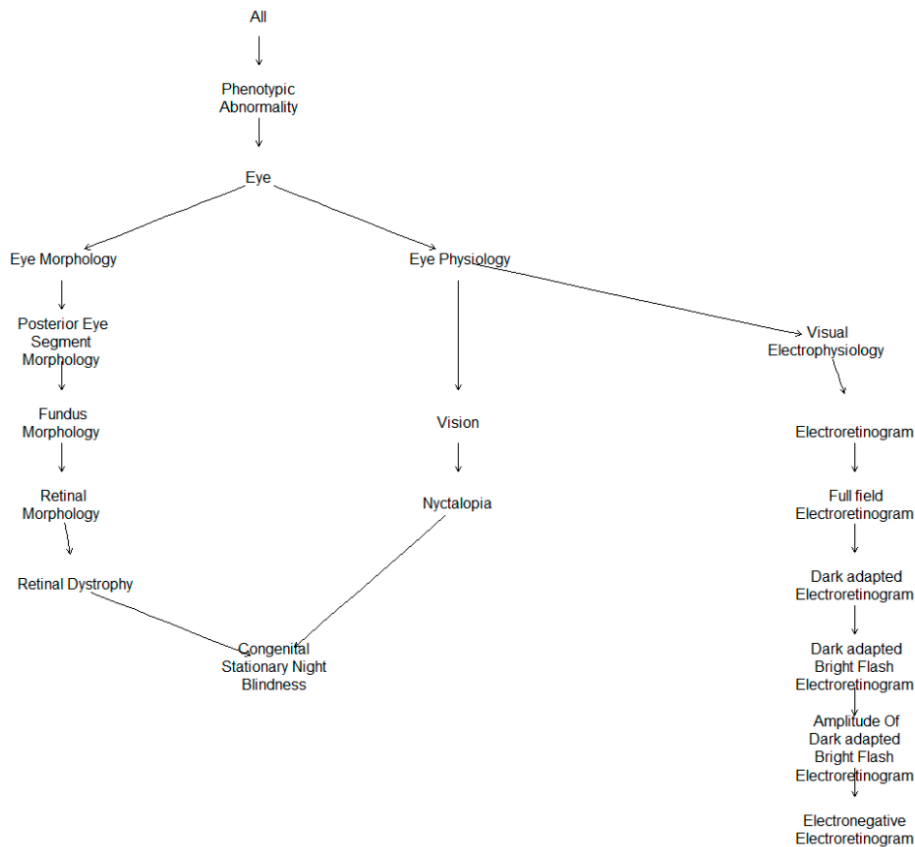 All
Phenotypic
Abnormality
Eye
Eye Morphology
Eye Physiology
Posterior Eye
Segment
Morphology
Visual
Electrophysiology
Fundus
Morphology
Vision
Electroretinogram
Retinal
Morphology
Nyctalopia
Full field
Electroretinogram
Retinal Dystrophy
Dark adapted
Electroretinogram
Congenital
Stationary Night
Blindness
Dark adapted
Bright Flash
Electroretinogram
Amplitude Of
Dark adapted
Bright Flash
Electroretinogram
Electronegative
Electroretinogram